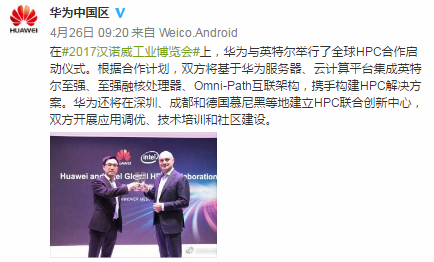 华为中国区
4月26日 09:20 来自 Weico.Android
在#2017汉诺威工业博览会#上，华为与英特尔举行了全球HPC合作启
动仪式。根据合作计划，双方将基于华为服务器、云计算平台集成英特
尔至强、至强融核处理器、Omni-Path互联架构，携手构建HPC解决方
案。华为还将在深圳、成都和德国慕尼黑等地建立HPC联合创新中心，
双方开展应用调优、技术培训和社区建设。
HUAWEI
HUAWEI
intel
Huawei and Intel Global HPC Collaboration